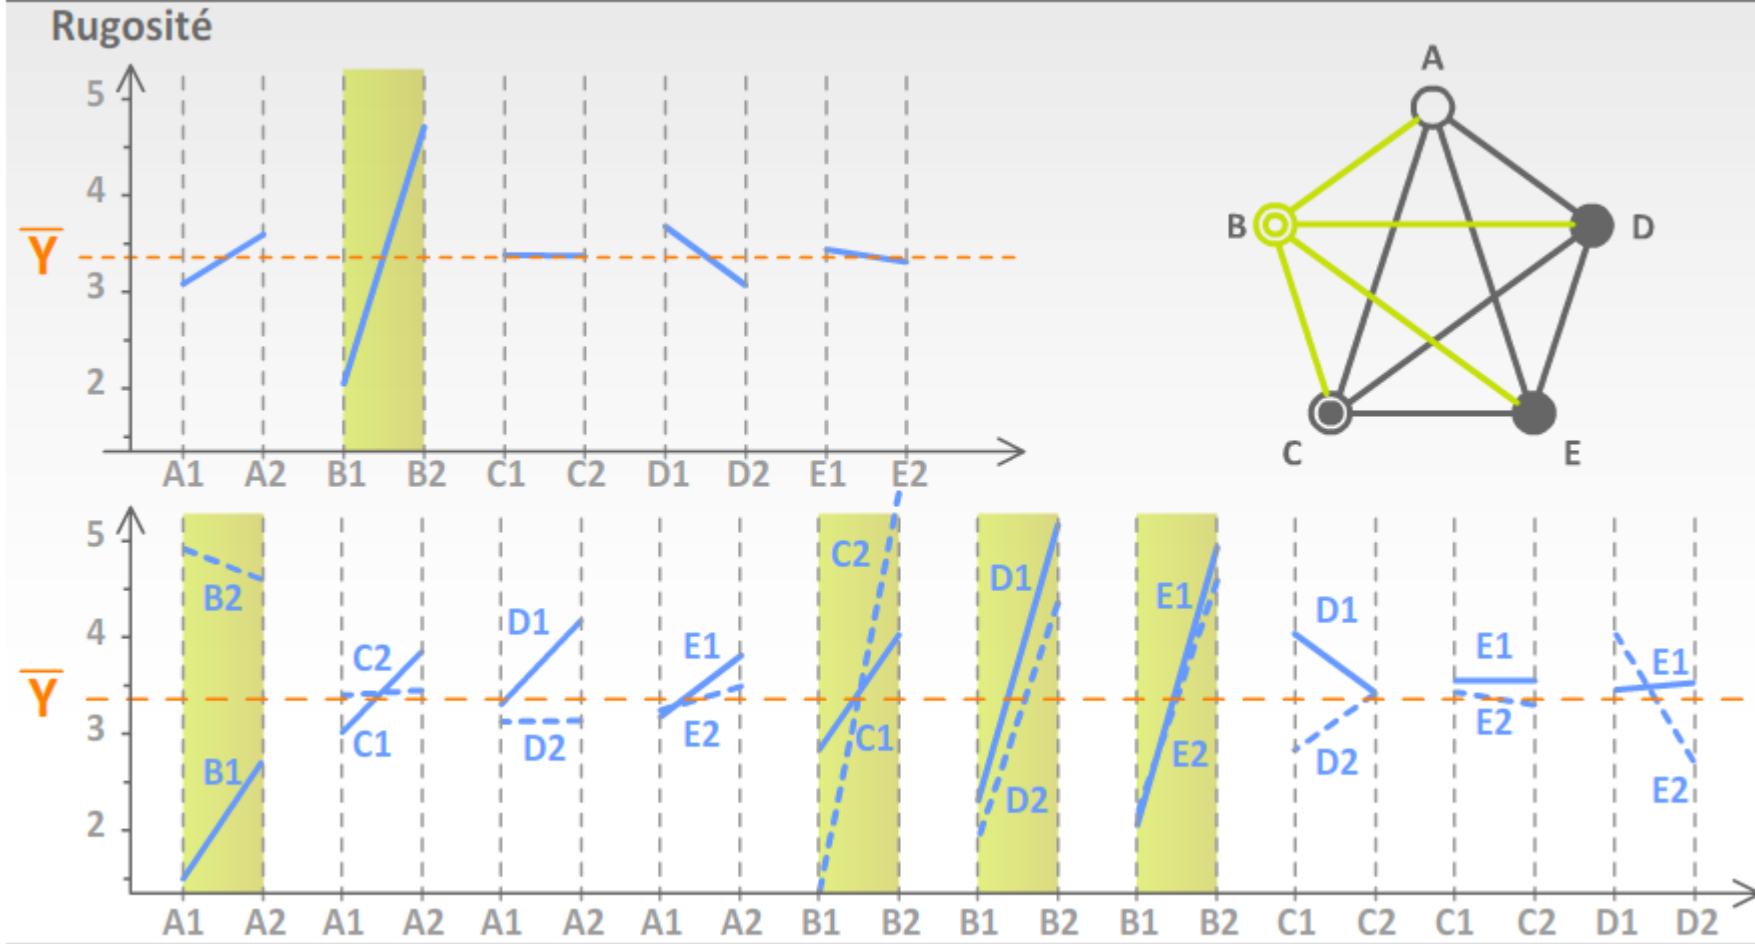 Rugosité
5
4
Y
3
2
A1 A2 B1 B2 C1 C2 D1 D2 E1 E2
A
B
D
C
E
5
4
Y
3
2
B2
B1
C2
C1
D1
D2
E1
E2
C2
C1
D1
D2
E1
E2
D1
D2
E1
E2
E1
E2
A1 A2 A1 A2 A1 A2 A1 A2 B1 B2 B1 B2 B1 B2 C1 C2 C1 C2 D1 D2